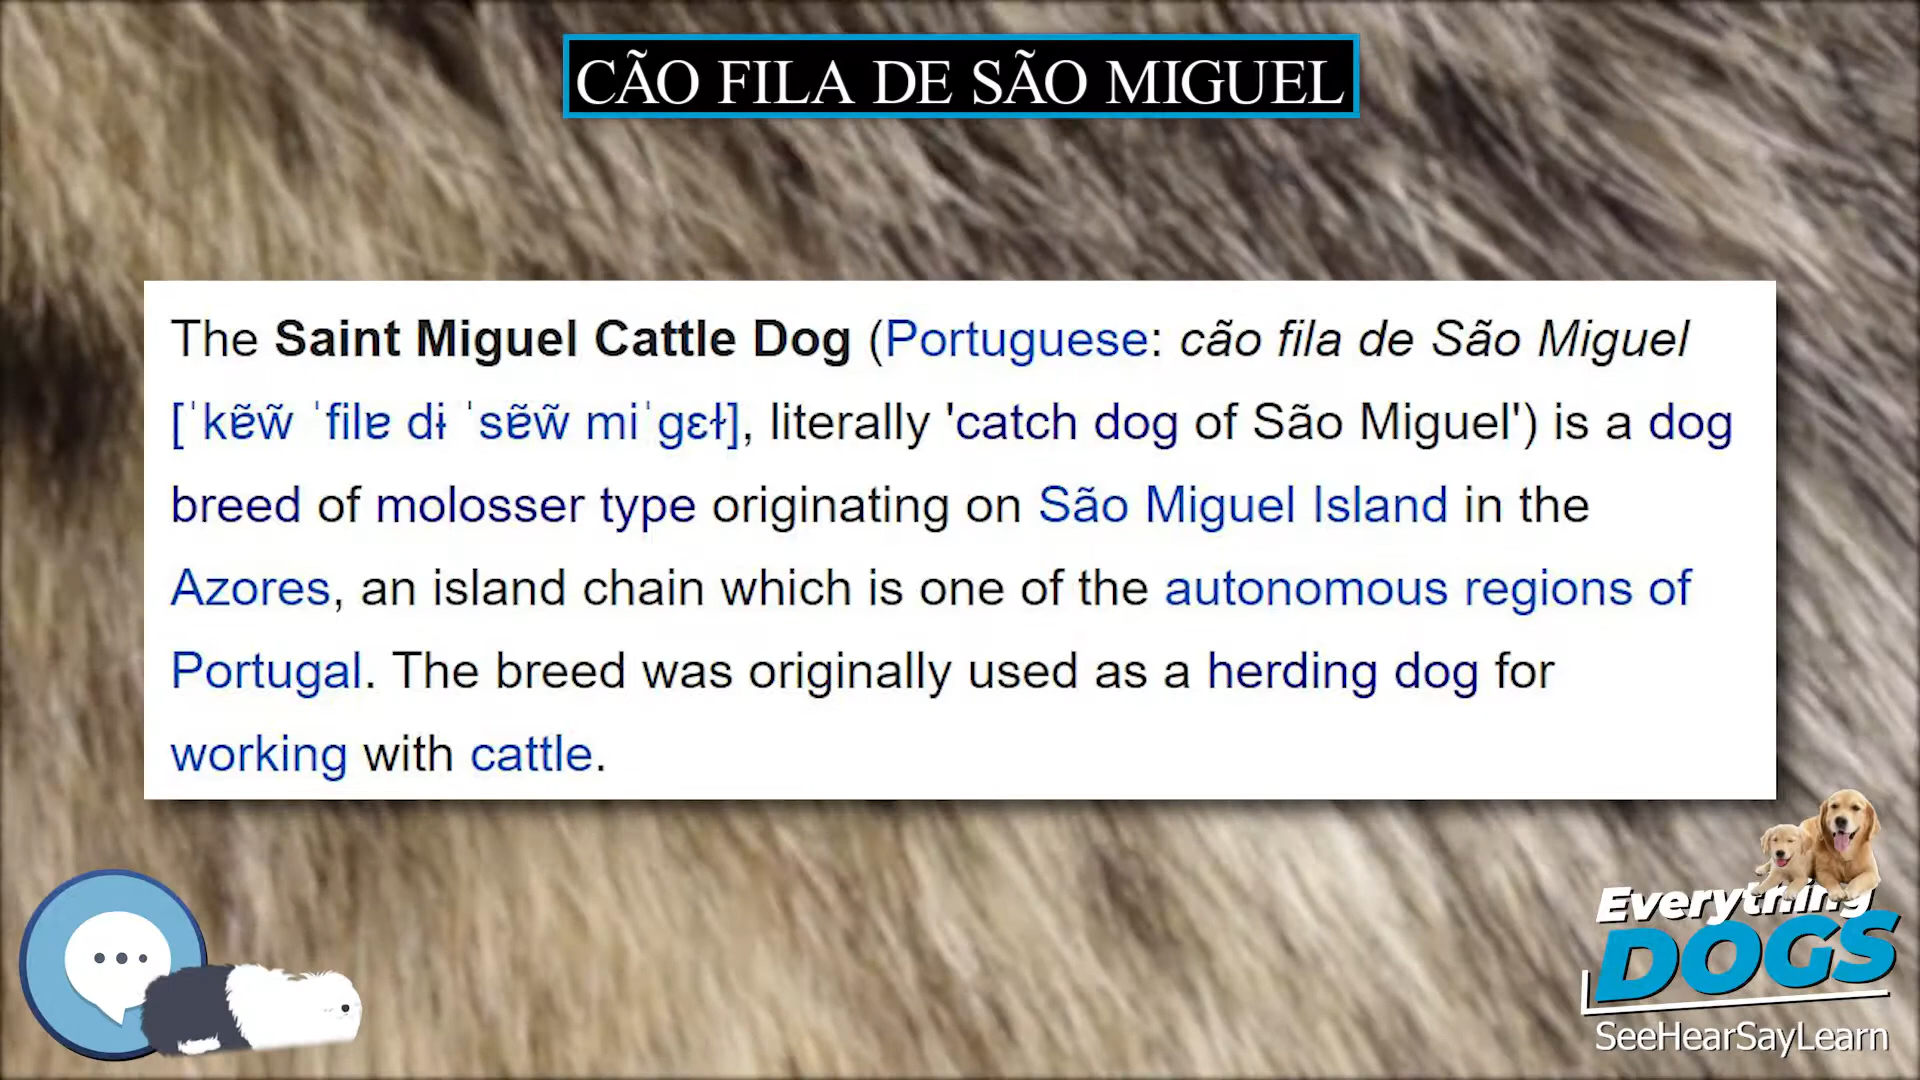 CÃO FILA DE SÃO MIGUEL
The Saint Miguel Cattle Dog (Portuguese: cão fila de São Miguel
[ˈkɐ̃w̃ ˈfilɐ dɨ ˈsɐ̃w̃ miˈɡɛɫ], literally 'catch dog of São Miguel') is a dog
breed of molosser type originating on São Miguel Island in the
Azores, an island chain which is one of the autonomous regions of
Portugal. The breed was originally used as a herding dog for
working with cattle.
Everything
DOGS
SeeHearSayLearn